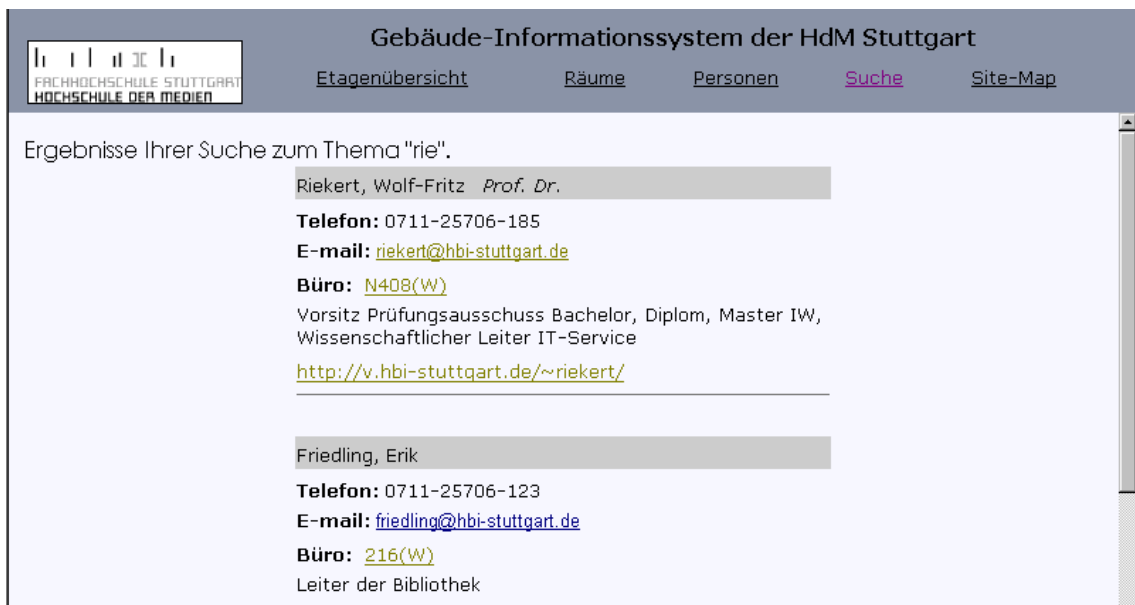 Gebäude-Informationssystem der HdM Stuttgart
FACHHOCHSCHULE STUTTGART
HOCHSCHULE DER MEDIEN
Etagenübersicht Räume Personen Suche Site-Map
Ergebnisse Ihrer Suche zum Thema "rie".
Riekert, Wolf-Fritz Prof. Dr.
Telefon: 0711-25706-185
E-mail: riekert@hbi-stuttgart.de
Büro: N408(W)
Vorsitz Prüfungsausschuss Bachelor, Diplom, Master IW,
Wissenschaftlicher Leiter IT-Service
http://v.hbi-stuttgart.de/~riekert/
Friedling, Erik
Telefon: 0711-25706-123
E-mail: friedling@hbi-stuttgart.de
Büro: 216(W)
Leiter der Bibliothek